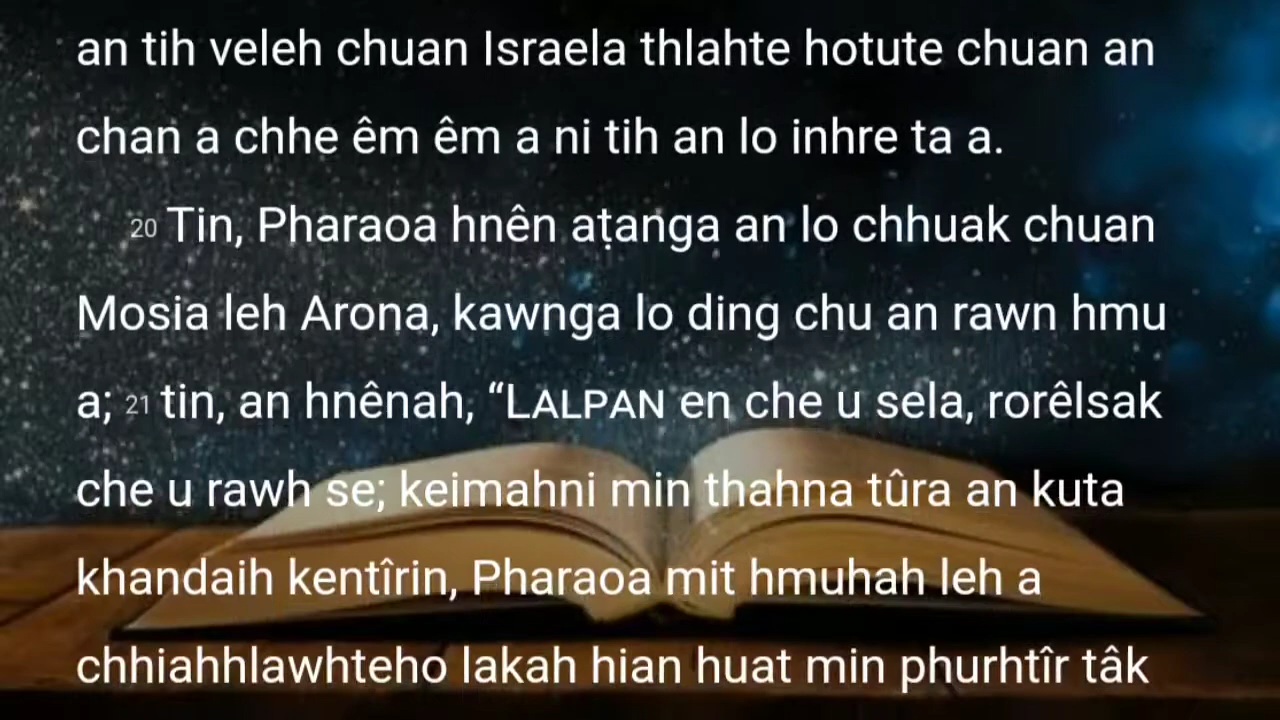 an tih veleh chuan Israela thlahte hotute chuan an
chan a chhe êm êm a ni tih an lo inhre ta a.
20 Tin, Pharaoa hnên aṭanga an lo chhuak chuan
Mosia leh Arona, kawnga lo ding chu an rawn hmu
a; 21 tin, an hnênah, “LALPAN en che u sela, rorêlsak
che u rawh se; keimahni min thahna tûra an kuta
khandaih kentîrin, Pharaoa mit hmuhah leh a
chhiahhlawhteho lakah hian huat min phurhtîr tâk